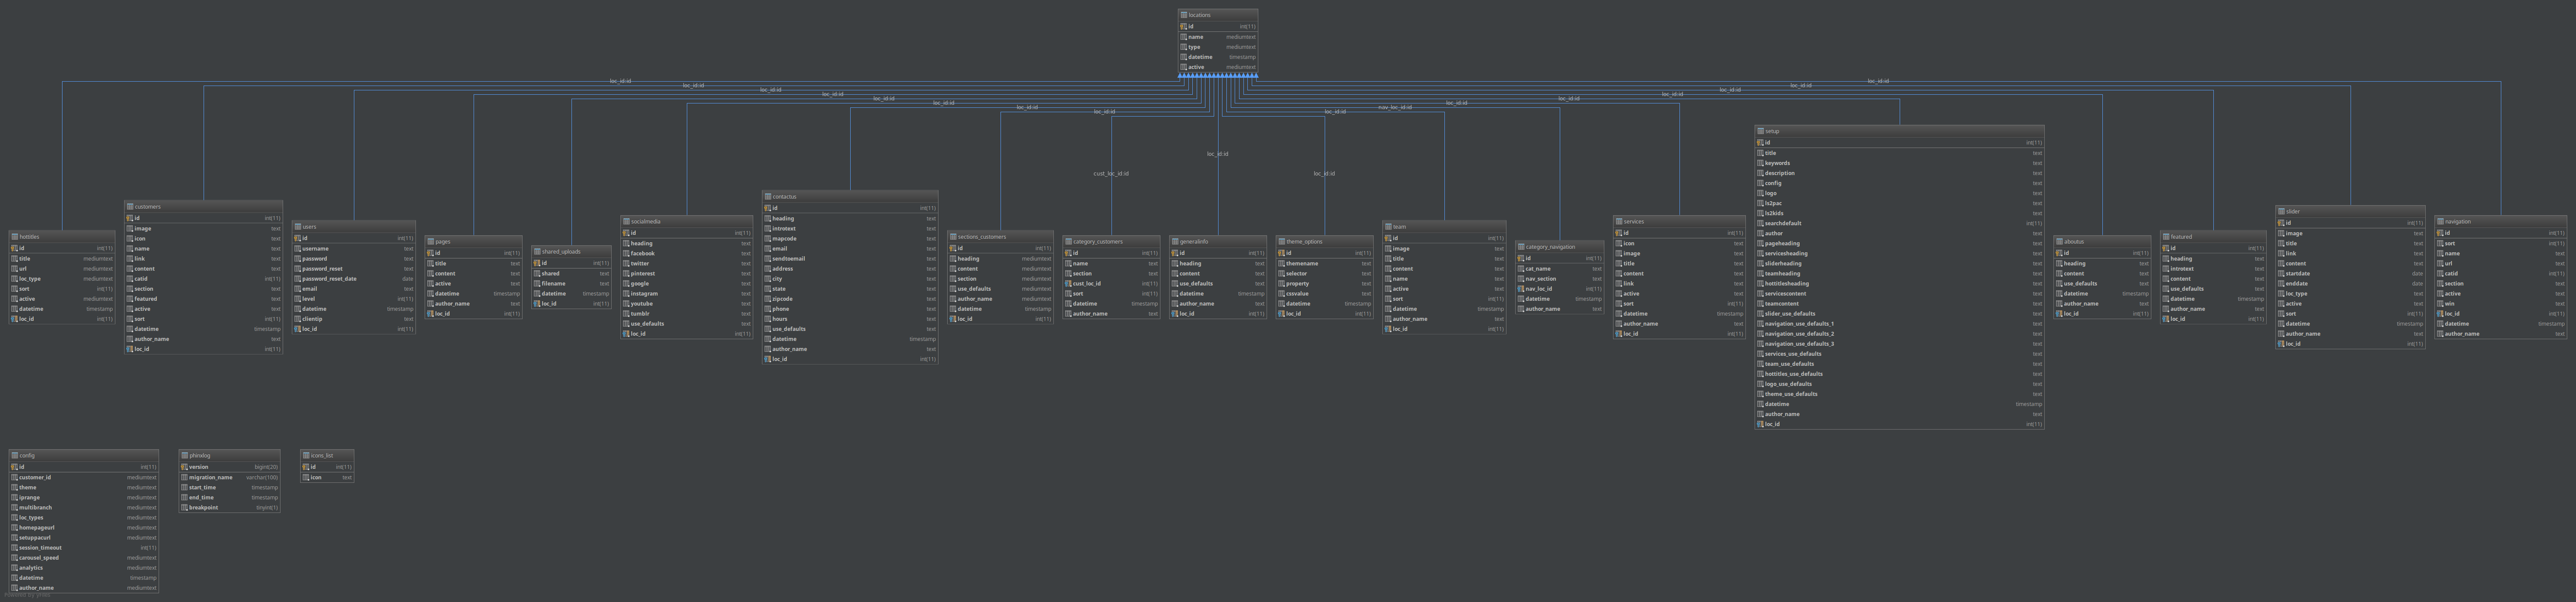 locations
id int(11)
name mediumtext
type mediumtext
datetime timestamp
active mediumtext
loc_id:id
loc_id:id
loc_id:id
loc_id:id
loc_id:id
loc_id:id
loc_id:id
loc_id:id
cust_loc_id:id
loc_id:id
loc_id:id
loc_id:id
nav_loc_id:id
loc_id:id
loc_id:id
loc_id:id
loc_id:id
loc_id:id
loc_id:id
hottitles
id int(11)
title mediumtext
url mediumtext
loc_type mediumtext
sort int(11)
active mediumtext
datetime timestamp
loc_id int(11)
customers
id int(11)
image text
icon text
name text
link text
content text
catid int(11)
section text
featured text
active text
sort int(11)
datetime timestamp
author_name text
loc_id int(11)
users
id int(11)
username text
password text
password_reset text
password_reset_date date
email text
level int(11)
datetime timestamp
clientip text
loc_id int(11)
pages
id int(11)
title text
content text
active text
datetime timestamp
author_name text
loc_id int(11)
shared_uploads
id int(11)
shared text
filename text
datetime timestamp
loc_id int(11)
socialmedia
id int(11)
heading text
facebook text
twitter text
pinterest text
google text
instagram text
youtube text
tumblr text
use_defaults text
loc_id int(11)
contactus
id int(11)
heading text
introtext text
mapcode text
email text
sendtoemail text
address text
city text
state text
zipcode text
phone text
hours text
use_defaults text
datetime timestamp
author_name text
loc_id int(11)
sections_customers
id int(11)
heading mediumtext
content mediumtext
section mediumtext
use_defaults mediumtext
author_name mediumtext
datetime timestamp
loc_id int(11)
category_customers
id int(11)
name text
section text
cust_loc_id int(11)
sort int(11)
datetime timestamp
author_name text
generalinfo
id int(11)
heading text
content text
use_defaults text
datetime timestamp
author_name text
loc_id int(11)
theme_options
id int(11)
themename text
selector text
property text
cssvalue text
datetime timestamp
loc_id int(11)
team
id int(11)
image text
title text
content text
name text
active text
sort int(11)
datetime timestamp
author_name text
loc_id int(11)
category_navigation
id int(11)
cat_name text
nav_section text
nav_loc_id int(11)
datetime timestamp
author_name text
services
id int(11)
icon text
image text
title text
content text
link text
active text
sort int(11)
datetime timestamp
author_name text
loc_id int(11)
setup
id int(11)
title text
keywords text
description text
config text
logo text
ls2pac text
ls2kids text
searchdefault int(11)
author text
pageheading text
servicesheading text
sliderheading text
teamheading text
hottitlesheading text
servicescontent text
teamcontent text
slider_use_defaults text
navigation_use_defaults_1 text
navigation_use_defaults_2 text
navigation_use_defaults_3 text
services_use_defaults text
team_use_defaults text
hottitles_use_defaults text
logo_use_defaults text
theme_use_defaults text
datetime timestamp
author_name text
loc_id int(11)
aboutus
id int(11)
heading text
content text
use_defaults text
datetime timestamp
author_name text
loc_id int(11)
featured
id int(11)
heading text
introtext text
content text
use_defaults text
datetime timestamp
author_name text
loc_id int(11)
slider
id int(11)
image text
title text
link text
content text
startdate date
enddate date
loc_type text
active text
sort int(11)
datetime timestamp
author_name text
loc_id int(11)
navigation
id int(11)
sort int(11)
name text
url text
catid int(11)
section text
active text
win text
loc_id int(11)
datetime timestamp
author_name text
config
id int(11)
customer_id mediumtext
theme mediumtext
iprange mediumtext
multibranch mediumtext
loc_types mediumtext
homepageurl mediumtext
setuppacurl mediumtext
session_timeout int(11)
carousel_speed mediumtext
analytics mediumtext
datetime timestamp
author_name mediumtext
phinxlog
version bigint(20)
migration_name varchar(100)
start_time timestamp
end_time timestamp
breakpoint tinyint(1)
icons_list
id int(11)
icon text
Powered by yFiles